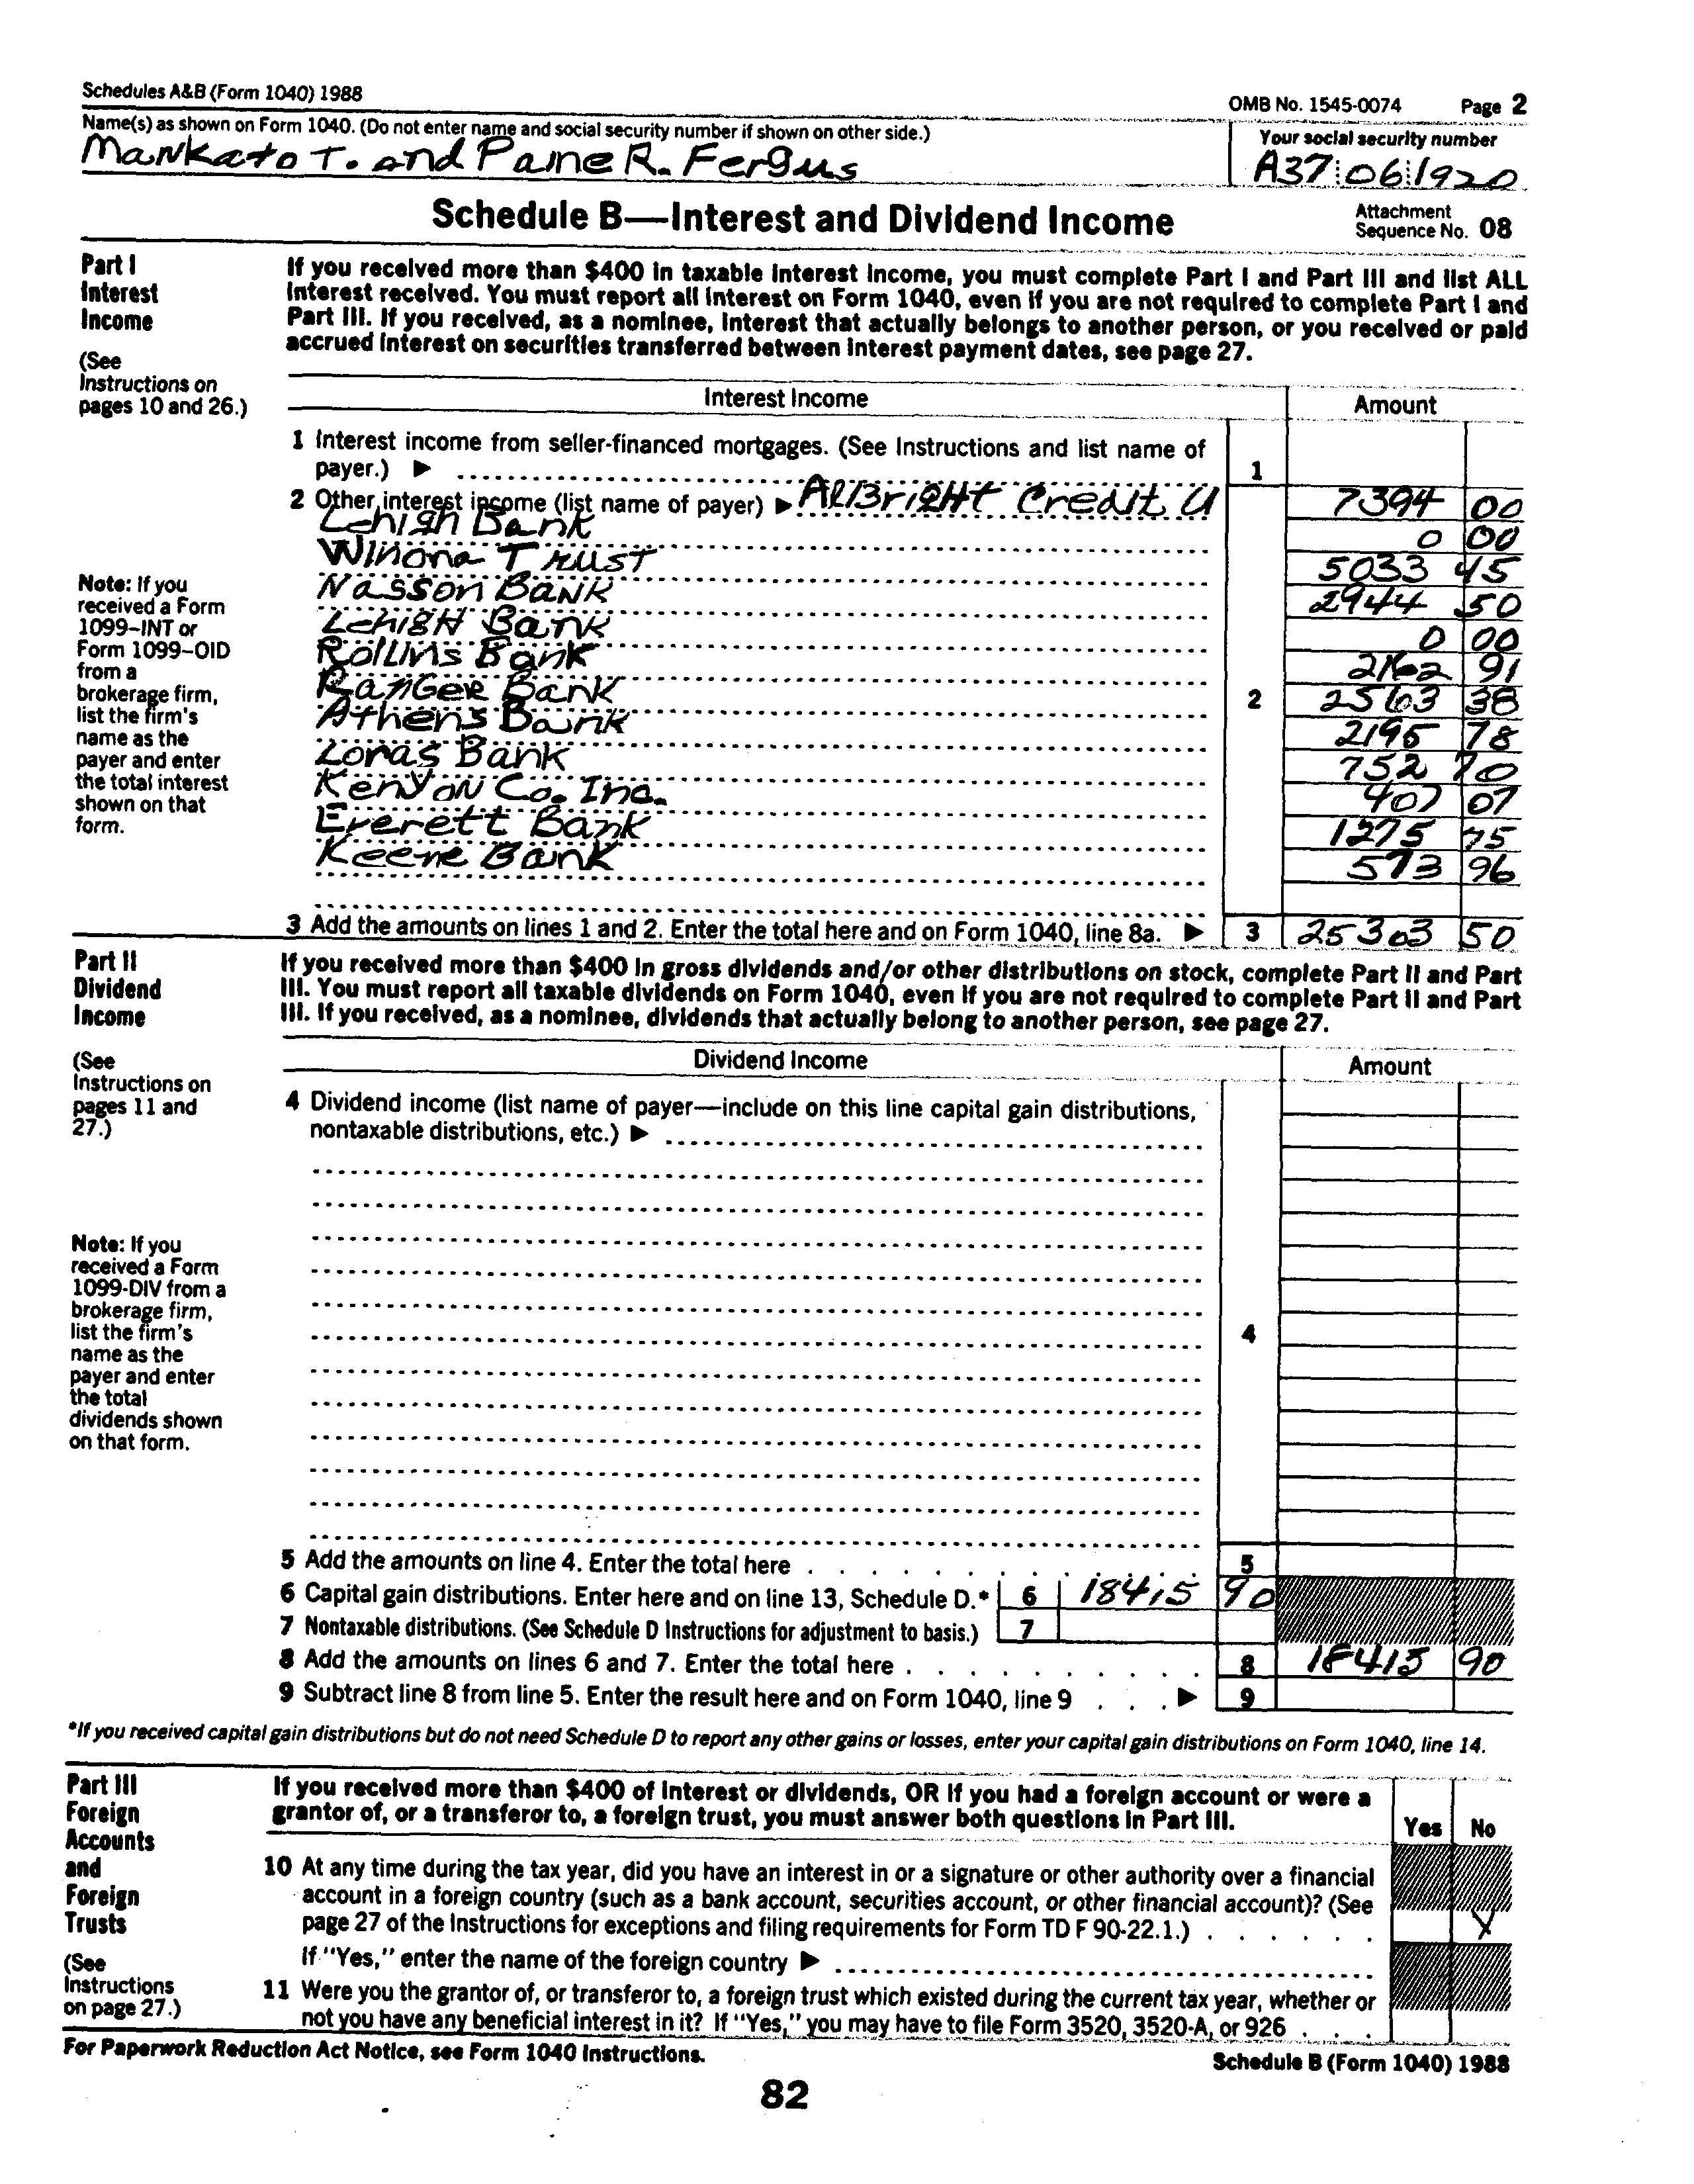 Schedules A&B (Form 1040) 1988
OMB No. 1545-0074 Page 2
Name(s) as shown on Form 1040. (Do not enter name and social security number if shown on other side.)
Your social security number
Mankato T. and Paine R. Fergus
A37 06 1920
Schedule B—Interest and Dividend Income
Attachment
Sequence No. 08
Part I
Interest
Income
(See
Instructions on
pages 10 and 26.)
If you received more than $400 in taxable interest income, you must complete Part I and Part III and list ALL
interest received. You must report all interest on Form 1040, even if you are not required to complete Part I and
Part III. If you received, as a nominee, interest that actually belongs to another person, or you received or paid
accrued interest on securities transferred between interest payment dates, see page 27.
Interest Income Amount
1 Interest income from seller-financed mortgages. (See Instructions and list name of
payer.) ▶ 1
2 Other interest income (list name of payer) ▶ AlBrigHt Credit U 7394 00
Lehigh Bank 0 00
Winona Trust 5033 45
Nasson Bank 2944 50
Lehigh Bank 0 00
Rollins Bank 2162 91
Ranger Bank 2 2563 38
Athens Bank 2195 78
Loras Bank 752 70
Kenyon Co. Inc. 407 07
Everett Bank 1275 75
Keene Bank 573 96
Note: If you
received a Form
1099–INT or
Form 1099–OID
from a
brokerage firm,
list the firm's
name as the
payer and enter
the total interest
shown on that
form.
3 Add the amounts on lines 1 and 2. Enter the total here and on Form 1040, line 8a. ▶ 3 25303 50
Part II
Dividend
Income
(See
Instructions on
pages 11 and
27.)
If you received more than $400 in gross dividends and/or other distributions on stock, complete Part II and Part
III. You must report all taxable dividends on Form 1040, even if you are not required to complete Part II and Part
III. If you received, as a nominee, dividends that actually belong to another person, see page 27.
Dividend Income Amount
4 Dividend income (list name of payer—include on this line capital gain distributions,
nontaxable distributions, etc.) ▶
4
Note: If you
received a Form
1099-DIV from a
brokerage firm,
list the firm's
name as the
payer and enter
the total
dividends shown
on that form.
5 Add the amounts on line 4. Enter the total here . . . . . . . . . . 5
6 Capital gain distributions. Enter here and on line 13, Schedule D.* 6 18415 90
7 Nontaxable distributions. (See Schedule D Instructions for adjustment to basis.) 7
8 Add the amounts on lines 6 and 7. Enter the total here . . . . . . . . . . 8 18415 90
9 Subtract line 8 from line 5. Enter the result here and on Form 1040, line 9 . . . ▶ 9
*If you received capital gain distributions but do not need Schedule D to report any other gains or losses, enter your capital gain distributions on Form 1040, line 14.
Part III
Foreign
Accounts
and
Foreign
Trusts
(See
Instructions
on page 27.)
If you received more than $400 of interest or dividends, OR if you had a foreign account or were a
grantor of, or a transferor to, a foreign trust, you must answer both questions in Part III.
Yes No
10 At any time during the tax year, did you have an interest in or a signature or other authority over a financial
account in a foreign country (such as a bank account, securities account, or other financial account)? (See
page 27 of the Instructions for exceptions and filing requirements for Form TD F 90-22.1.) . . . . . . X
If "Yes," enter the name of the foreign country ▶
11 Were you the grantor of, or transferor to, a foreign trust which existed during the current tax year, whether or
not you have any beneficial interest in it? If "Yes," you may have to file Form 3520, 3520-A, or 926 . . .
For Paperwork Reduction Act Notice, see Form 1040 Instructions.
Schedule B (Form 1040) 1988
82